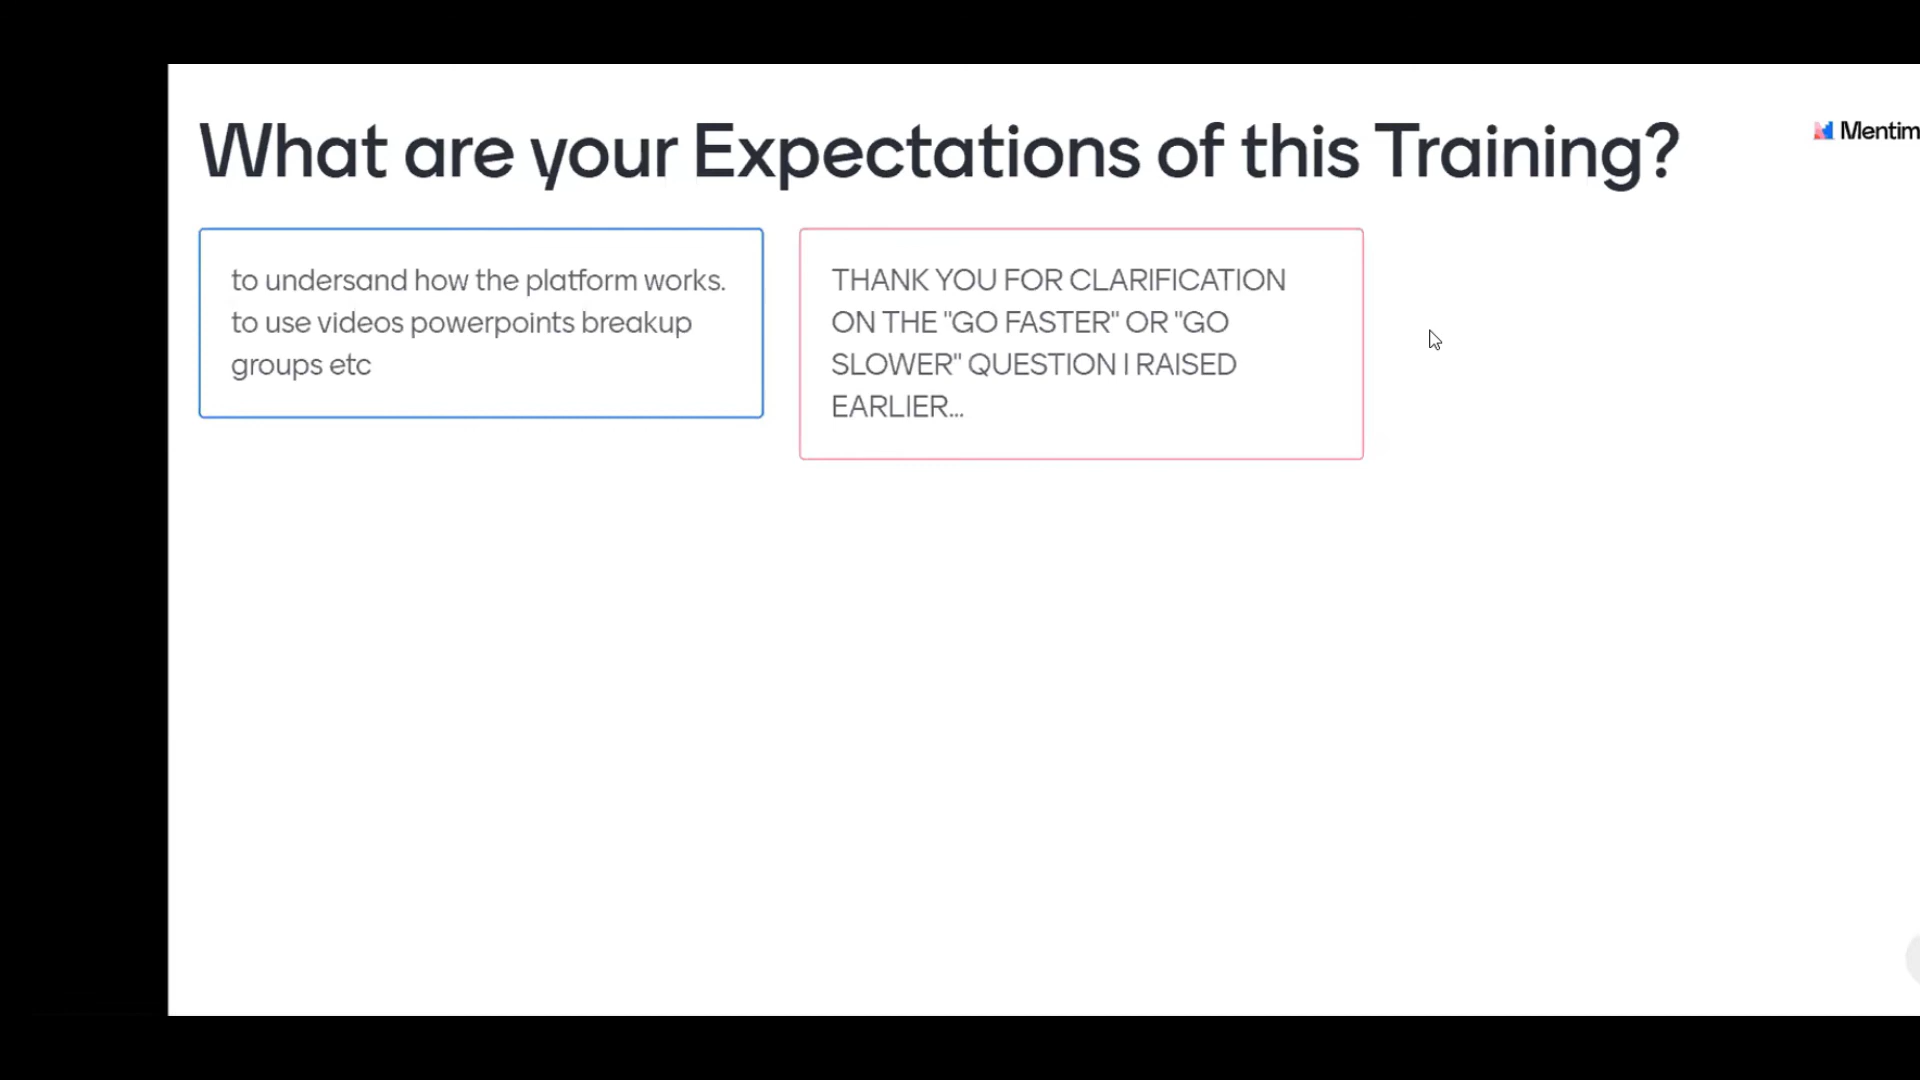 What are your Expectations of this Training?
Mentim
to undersand how the platform works.
to use videos powerpoints breakup
groups etc
THANK YOU FOR CLARIFICATION
ON THE "GO FASTER" OR "GO
SLOWER" QUESTION I RAISED
EARLIER...